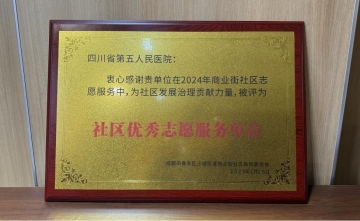 四川省第五人民医院：
衷心感谢贵单位在2024年商业街社区志
愿服务中，为社区发展治理贡献力量，被评为
社区优秀志愿服务单位